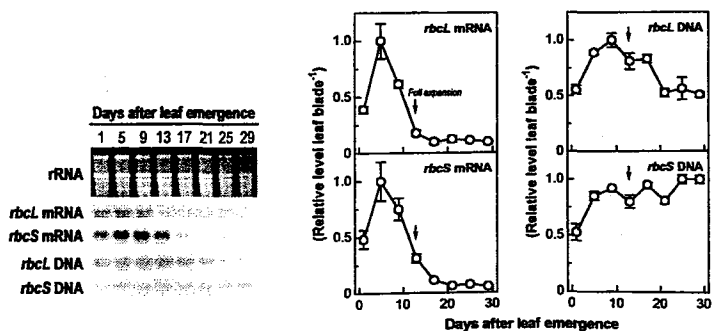 Days after leaf emergence
1 5 9 13 17 21 25 29
rRNA
rbcL mRNA
rbcS mRNA
rbcL DNA
rbcS DNA
(Relative level leaf blade⁻¹)
1.0
0.5
0
rbcL mRNA
Full expansion
(Relative level leaf blade⁻¹)
1.0
0.5
0
rbcL DNA
1.0
0.5
0
rbcS mRNA
0 10 20 30
1.0
0.5
0
rbcS DNA
0 10 20 30
Days after leaf emergence